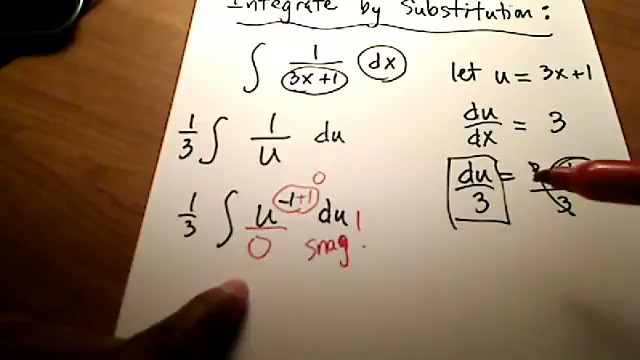 Integrate by Substitution:
∫ 1/(3x+1) dx
let u = 3x+1
1/3 ∫ 1/u du
du/dx = 3
du/3 =
3
1/3 ∫ u^(-1+1) du
0
0
snag!